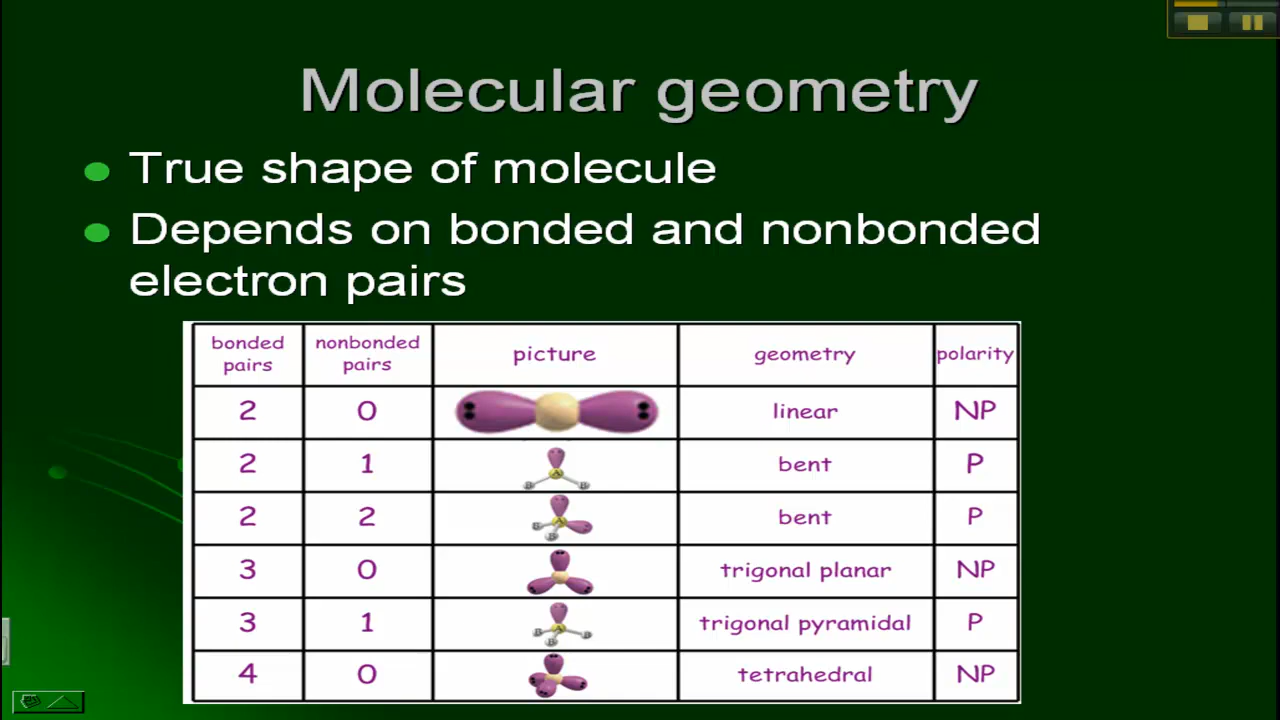 Molecular geometry
True shape of molecule
Depends on bonded and nonbonded
electron pairs
bonded pairs nonbonded pairs picture geometry polarity
2 0 linear NP
2 1 A B B bent P
2 2 A B B bent P
3 0 trigonal planar NP
3 1 A B B B trigonal pyramidal P
4 0 tetrahedral NP